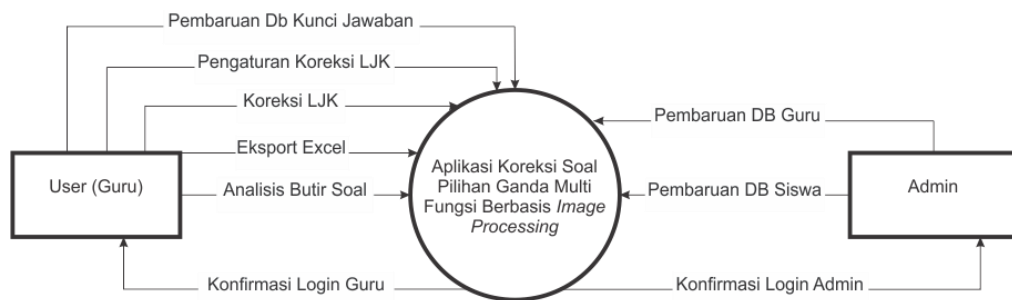 Pembaruan Db Kunci Jawaban
Pengaturan Koreksi LJK
Koreksi LJK
Eksport Excel
Analisis Butir Soal
User (Guru)
Konfirmasi Login Guru
Aplikasi Koreksi Soal
Pilihan Ganda Multi
Fungsi Berbasis Image
Processing
Pembaruan DB Guru
Pembaruan DB Siswa
Admin
Konfirmasi Login Admin